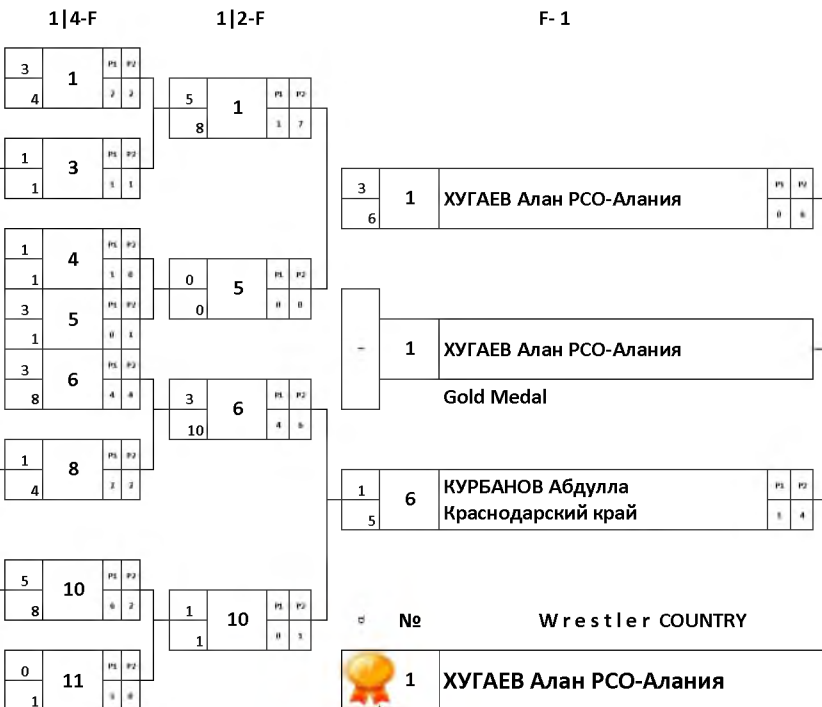 1|4-F 1|2-F F- 1
3 1 P1 P2
4 2 2
5 1 P1 P2
8 1 7
1 3 P1 P2
1 1 1
3 1 ХУГАЕВ Алан РСО-Алания P1 P2
6 0 6
1 4 P1 P2
1 1 0
0 5 P1 P2
0 0 0
3 5 P1 P2
1 0 1
1 ХУГАЕВ Алан РСО-Алания
Gold Medal
3 6 P1 P2
8 4 4
3 6 P1 P2
10 4 6
1 8 P1 P2
4
1 6 КУРБАНОВ Абдулла P1 P2
5 Краснодарский край 1 4
5 10 P1 P2
8 6 2
1 10 P1 P2
1 0 1
№ Wrestler COUNTRY
0 11 P1 P2
1
1 ХУГАЕВ Алан РСО-Алания